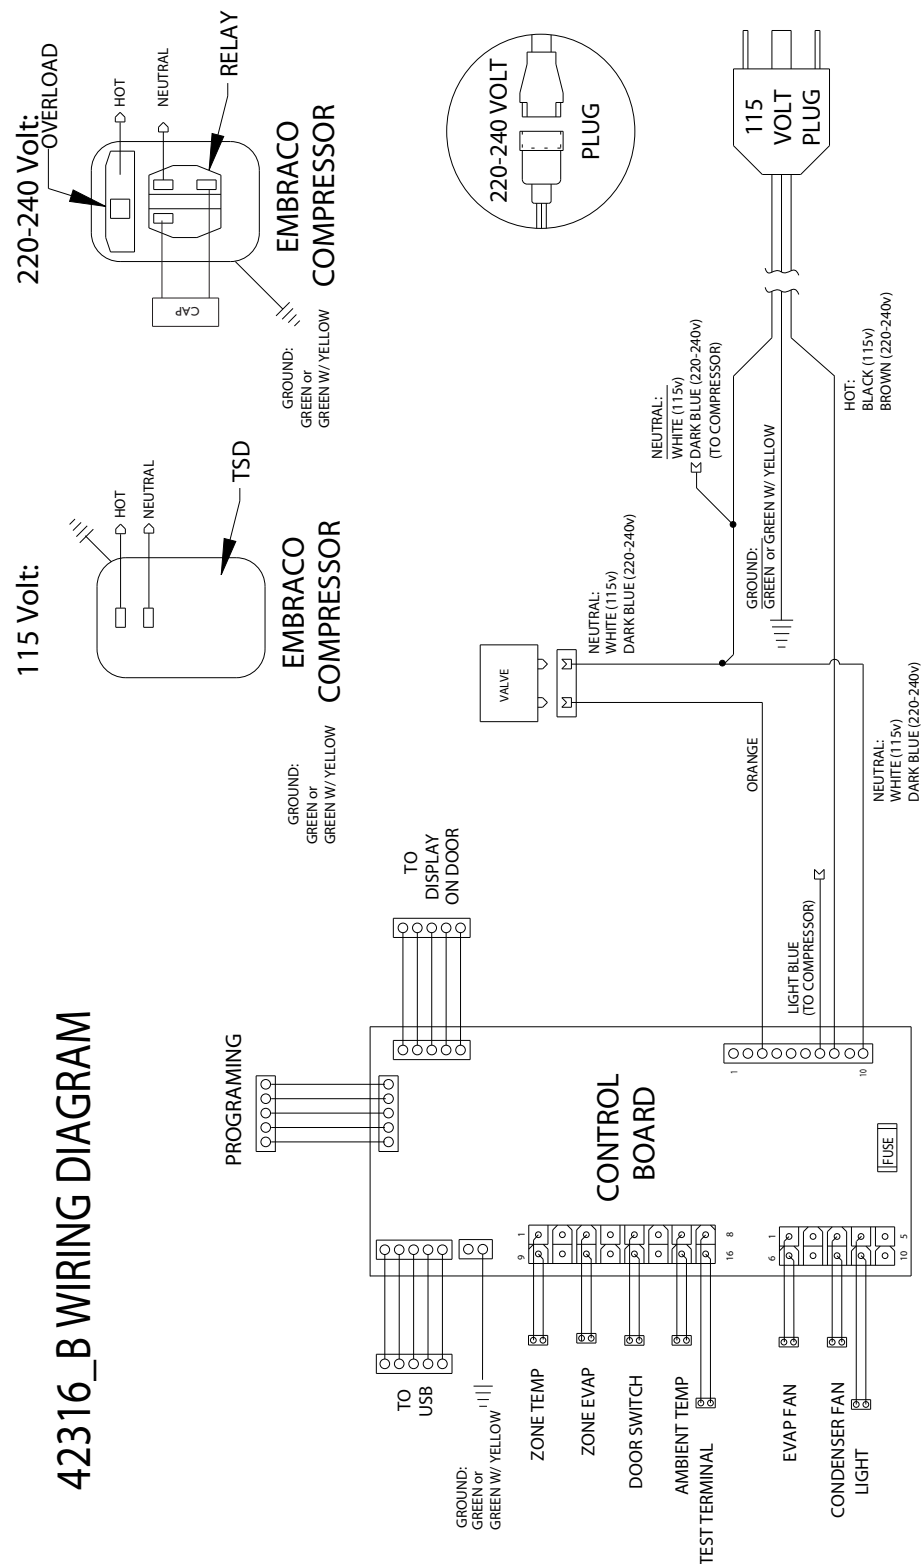 42316_B WIRING DIAGRAM
115 Volt:
220-240 Volt:
OVERLOAD
HOT
NEUTRAL
RELAY
CAP
EMBRACO
COMPRESSOR
GROUND:
GREEN or
GREEN W/ YELLOW
HOT
NEUTRAL
TSD
EMBRACO
COMPRESSOR
GROUND:
GREEN or
GREEN W/ YELLOW
PROGRAMING
TO
DISPLAY
ON DOOR
TO
USB
GROUND:
GREEN or
GREEN W/ YELLOW
CONTROL
BOARD
FUSE
1
10
1
8
9
16
1
5
6
10
ZONE TEMP
ZONE EVAP
DOOR SWITCH
AMBIENT TEMP
TEST TERMINAL
EVAP FAN
CONDENSER FAN
LIGHT
VALVE
NEUTRAL:
WHITE (115v)
DARK BLUE (220-240v)
ORANGE
LIGHT BLUE
(TO COMPRESSOR)
NEUTRAL:
WHITE (115v)
DARK BLUE (220-240v)
NEUTRAL:
WHITE (115v)
DARK BLUE (220-240v)
(TO COMPRESSOR)
GROUND:
GREEN or GREEN W/ YELLOW
HOT:
BLACK (115v)
BROWN (220-240v)
220-240 VOLT
PLUG
115
VOLT
PLUG